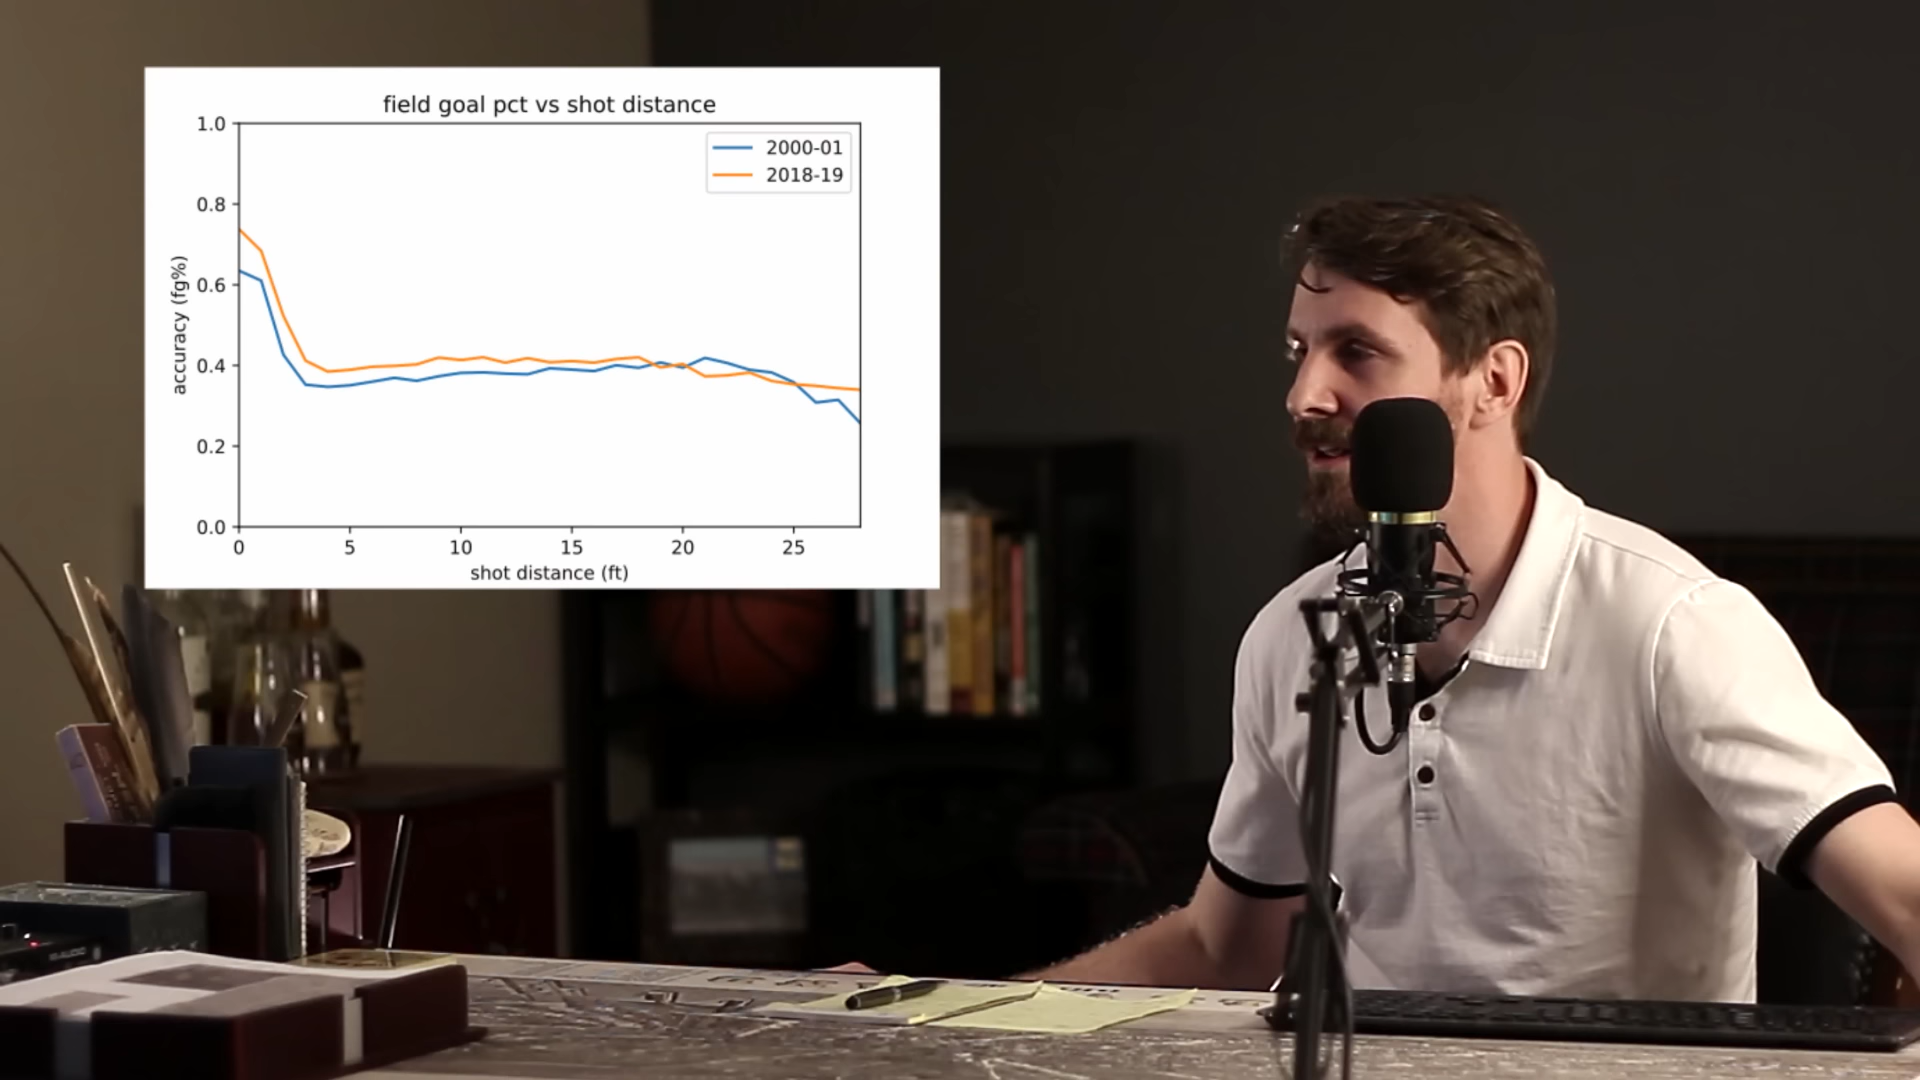 field goal pct vs shot distance
1.0
2000-01
2018-19
0.8
0.6
accuracy (fg%)
0.4
0.2
0.0
0 5 10 15 20 25
shot distance (ft)